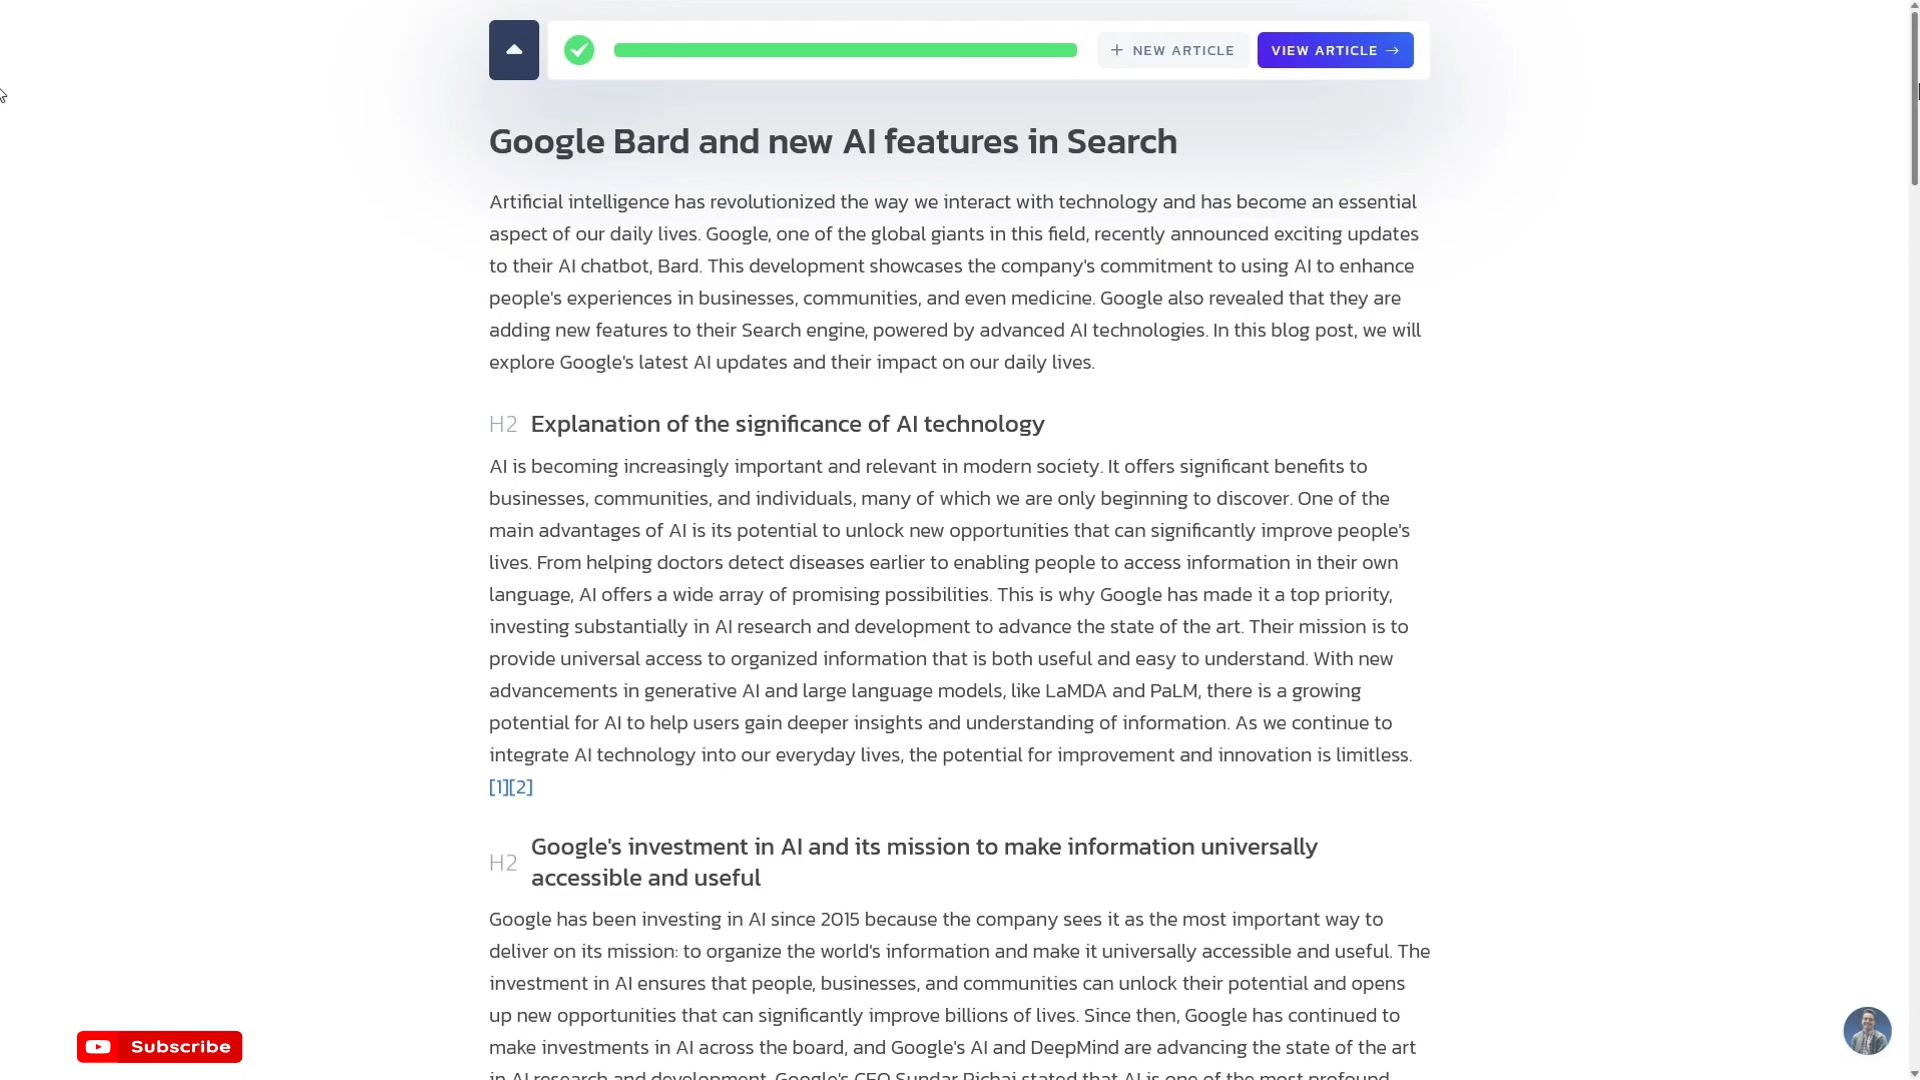 NEW ARTICLE
VIEW ARTICLE →
Google Bard and new AI features in Search
Artificial intelligence has revolutionized the way we interact with technology and has become an essential
aspect of our daily lives. Google, one of the global giants in this field, recently announced exciting updates
to their AI chatbot, Bard. This development showcases the company's commitment to using AI to enhance
people's experiences in businesses, communities, and even medicine. Google also revealed that they are
adding new features to their Search engine, powered by advanced AI technologies. In this blog post, we will
explore Google's latest AI updates and their impact on our daily lives.
H2 Explanation of the significance of AI technology
AI is becoming increasingly important and relevant in modern society. It offers significant benefits to
businesses, communities, and individuals, many of which we are only beginning to discover. One of the
main advantages of AI is its potential to unlock new opportunities that can significantly improve people's
lives. From helping doctors detect diseases earlier to enabling people to access information in their own
language, AI offers a wide array of promising possibilities. This is why Google has made it a top priority,
investing substantially in AI research and development to advance the state of the art. Their mission is to
provide universal access to organized information that is both useful and easy to understand. With new
advancements in generative AI and large language models, like LaMDA and PaLM, there is a growing
potential for AI to help users gain deeper insights and understanding of information. As we continue to
integrate AI technology into our everyday lives, the potential for improvement and innovation is limitless.
[1][2]
H2 Google's investment in AI and its mission to make information universally
accessible and useful
Google has been investing in AI since 2015 because the company sees it as the most important way to
deliver on its mission: to organize the world's information and make it universally accessible and useful. The
investment in AI ensures that people, businesses, and communities can unlock their potential and opens
up new opportunities that can significantly improve billions of lives. Since then, Google has continued to
make investments in AI across the board, and Google's AI and DeepMind are advancing the state of the art
in AI research and development. Google's CEO Sundar Pichai stated that AI is one of the most profound
Subscribe